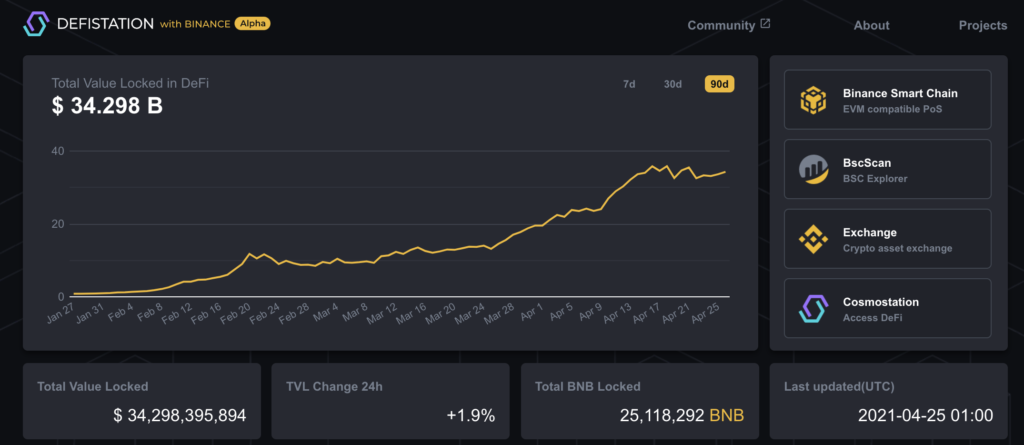 DEFISTATION with BINANCE Alpha
Community
About
Projects
Total Value Locked in DeFi
$ 34.298 B
7d
30d
90d
40
20
0
Jan 27
Jan 31
Feb 4
Feb 8
Feb 12
Feb 16
Feb 20
Feb 24
Feb 28
Mar 4
Mar 8
Mar 12
Mar 16
Mar 20
Mar 24
Mar 28
Apr 1
Apr 5
Apr 9
Apr 13
Apr 17
Apr 21
Apr 25
Binance Smart Chain
EVM compatible PoS
BscScan
BSC Explorer
Exchange
Crypto asset exchange
Cosmostation
Access DeFi
Total Value Locked
$ 34,298,395,894
TVL Change 24h
+1.9%
Total BNB Locked
25,118,292 BNB
Last updated(UTC)
2021-04-25 01:00